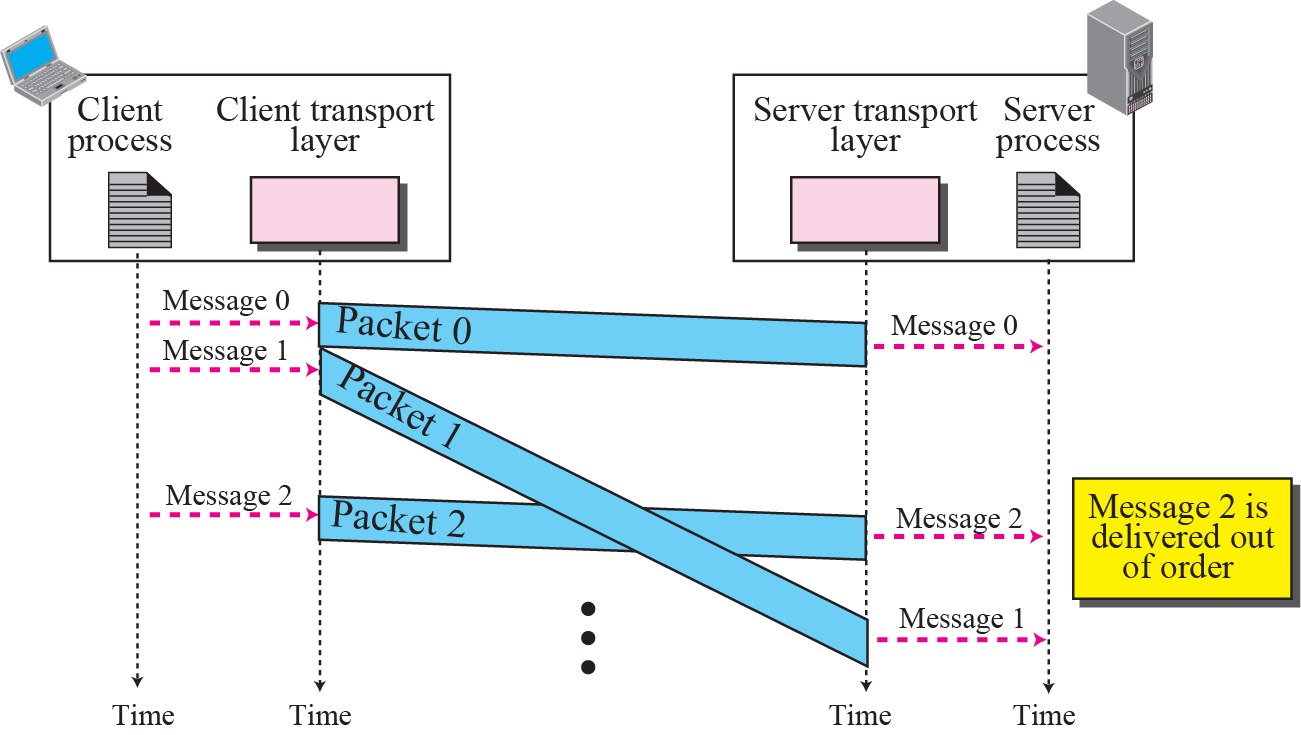 Client
process
Client transport
layer
Server transport
layer
Server
process
Message 0
Packet 0
Message 0
Message 1
Packet 1
Message 2
Packet 2
Message 2
Message 2 is
delivered out
of order
Message 1
Time
Time
Time
Time